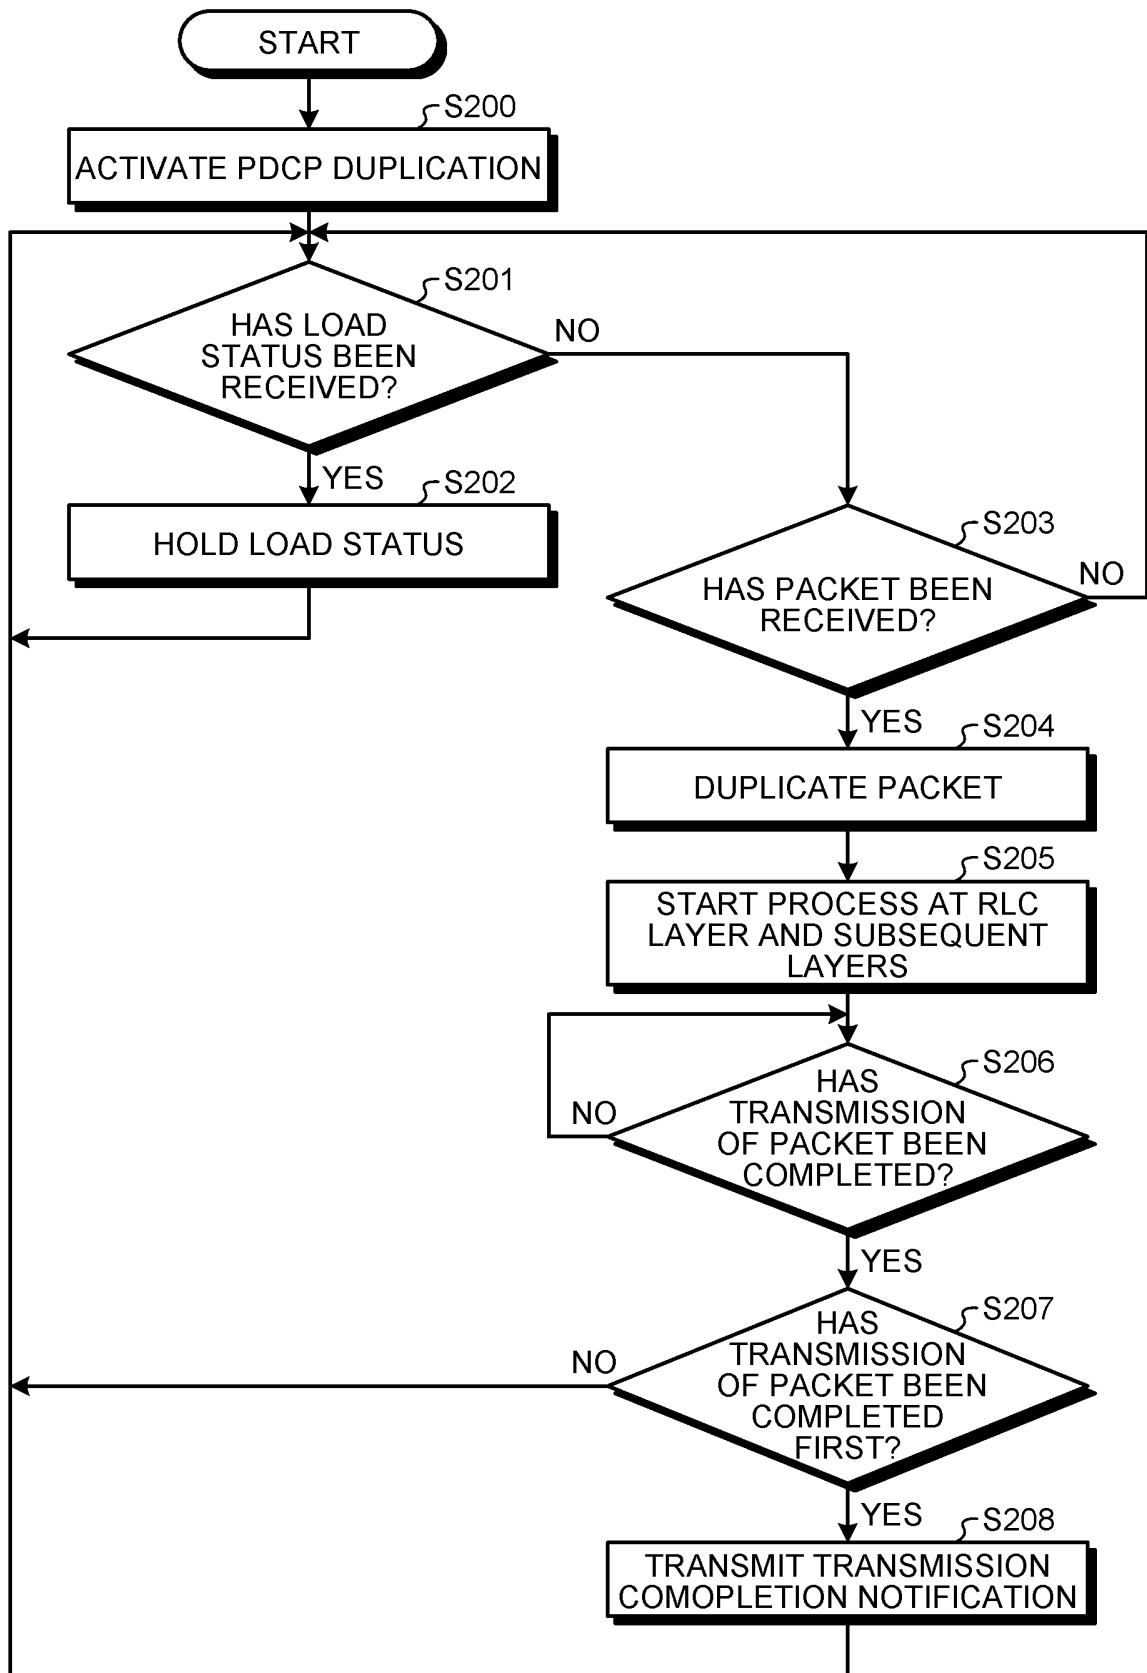 START
S200
ACTIVATE PDCP DUPLICATION
S201
HAS LOAD
STATUS BEEN
RECEIVED?
NO
YES
S202
HOLD LOAD STATUS
S203
HAS PACKET BEEN
RECEIVED?
NO
YES
S204
DUPLICATE PACKET
S205
START PROCESS AT RLC
LAYER AND SUBSEQUENT
LAYERS
S206
HAS
TRANSMISSION
OF PACKET BEEN
COMPLETED?
NO
YES
S207
HAS
TRANSMISSION
OF PACKET BEEN
COMPLETED
FIRST?
NO
YES
S208
TRANSMIT TRANSMISSION
COMOPLETION NOTIFICATION